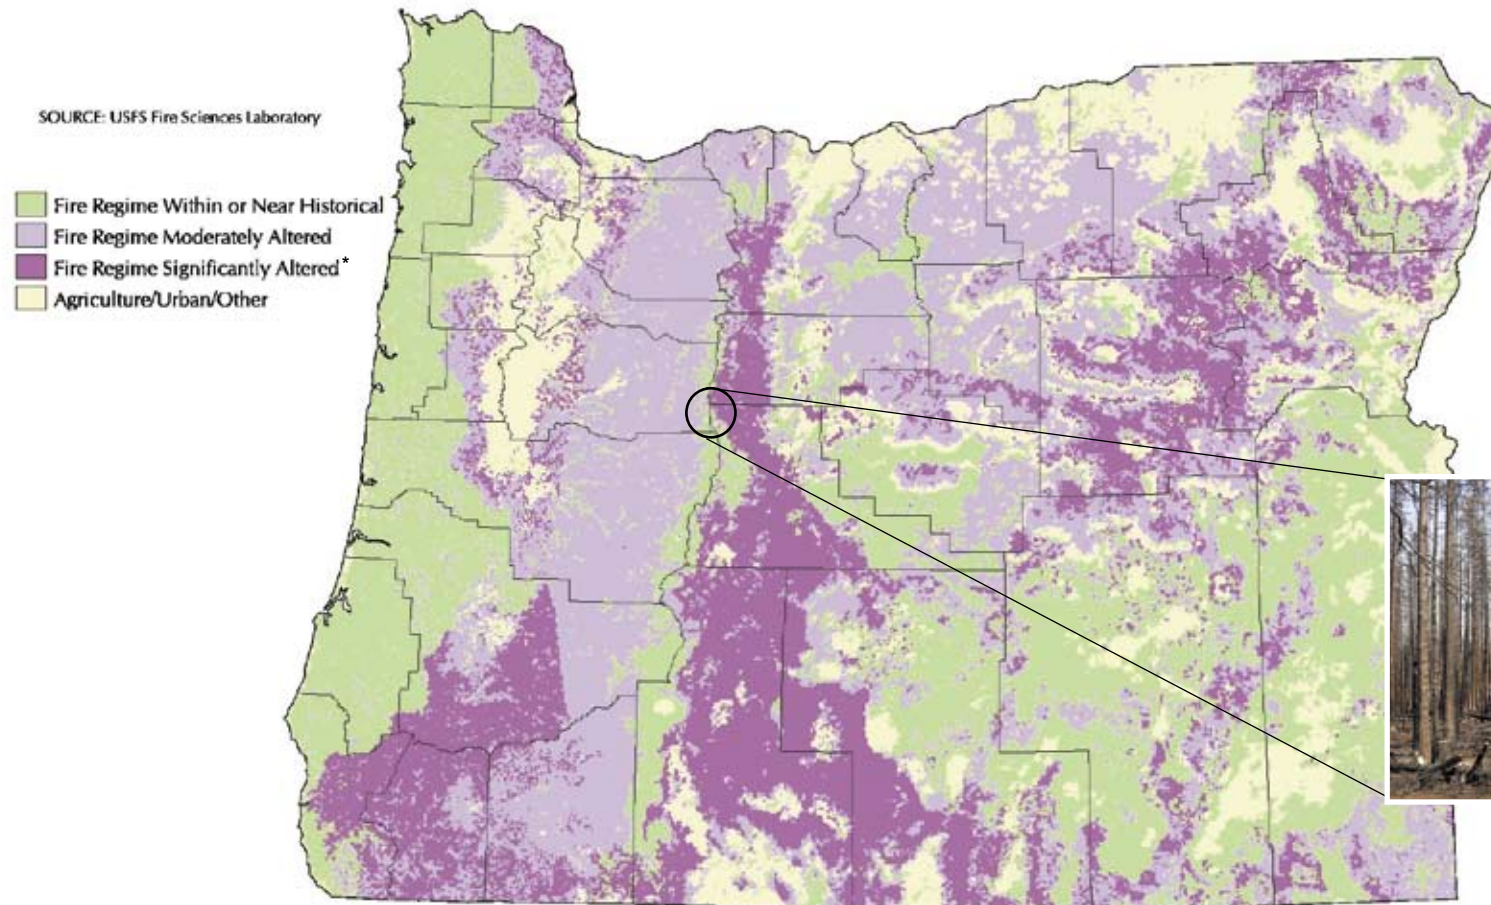 SOURCE: USFS Fire Sciences Laboratory
Fire Regime Within or Near Historical
Fire Regime Moderately Altered
Fire Regime Significantly Altered*
Agriculture/Urban/Other